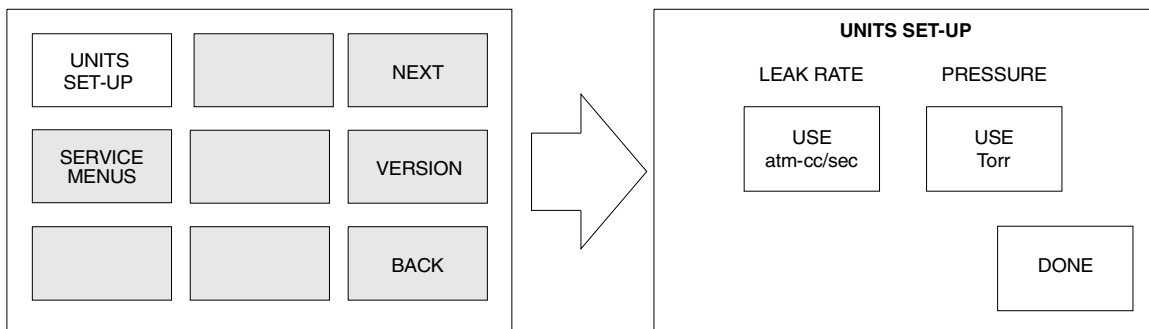 UNITS
SET-UP
NEXT
SERVICE
MENUS
VERSION
BACK
UNITS SET-UP
LEAK RATE
PRESSURE
USE
atm-cc/sec
USE
Torr
DONE